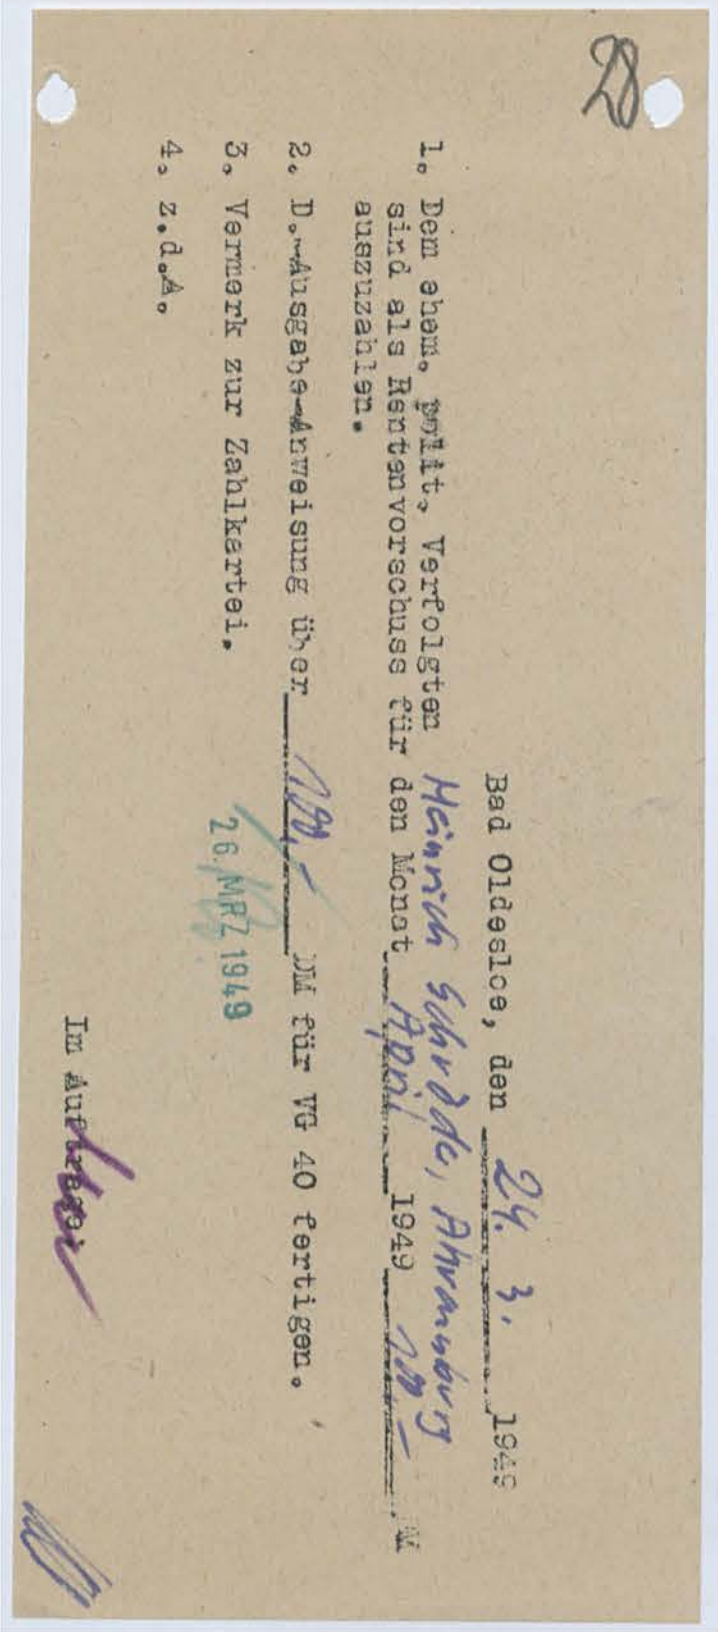 28
Bad Oldesloe, den 24. 3. 1949
1. Dem ehem. polit. Verfolgten Heinrich Schröder, Ahrensburg
sind als Rentenvorschuss für den Monat April 1949 100,- DM
auszuzahlen.
2. D.-Ausgabe-Anweisung über 100,- DM für VG 40 fertigen.
3. Vermerk zur Zahlkartei.
26. MRZ 1949
4. z.d.A.
Im Auftrage: